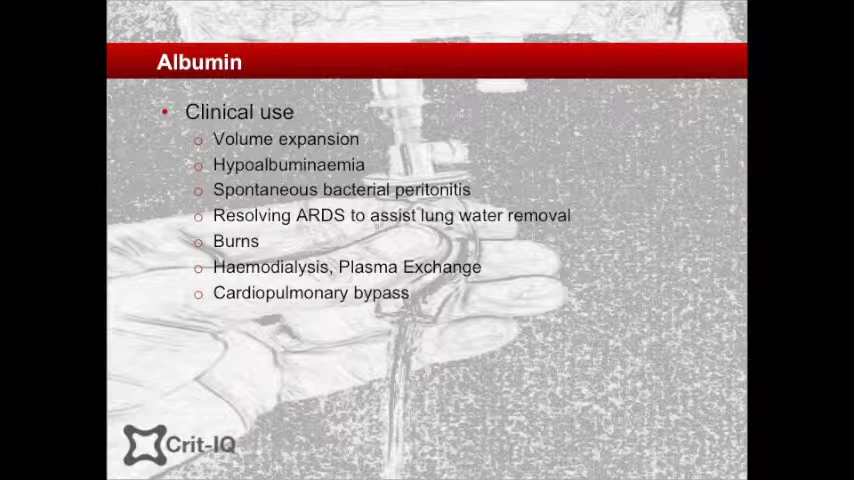 Albumin
• Clinical use
o Volume expansion
o Hypoalbuminaemia
o Spontaneous bacterial peritonitis
o Resolving ARDS to assist lung water removal
o Burns
o Haemodialysis, Plasma Exchange
o Cardiopulmonary bypass
Crit-IQ